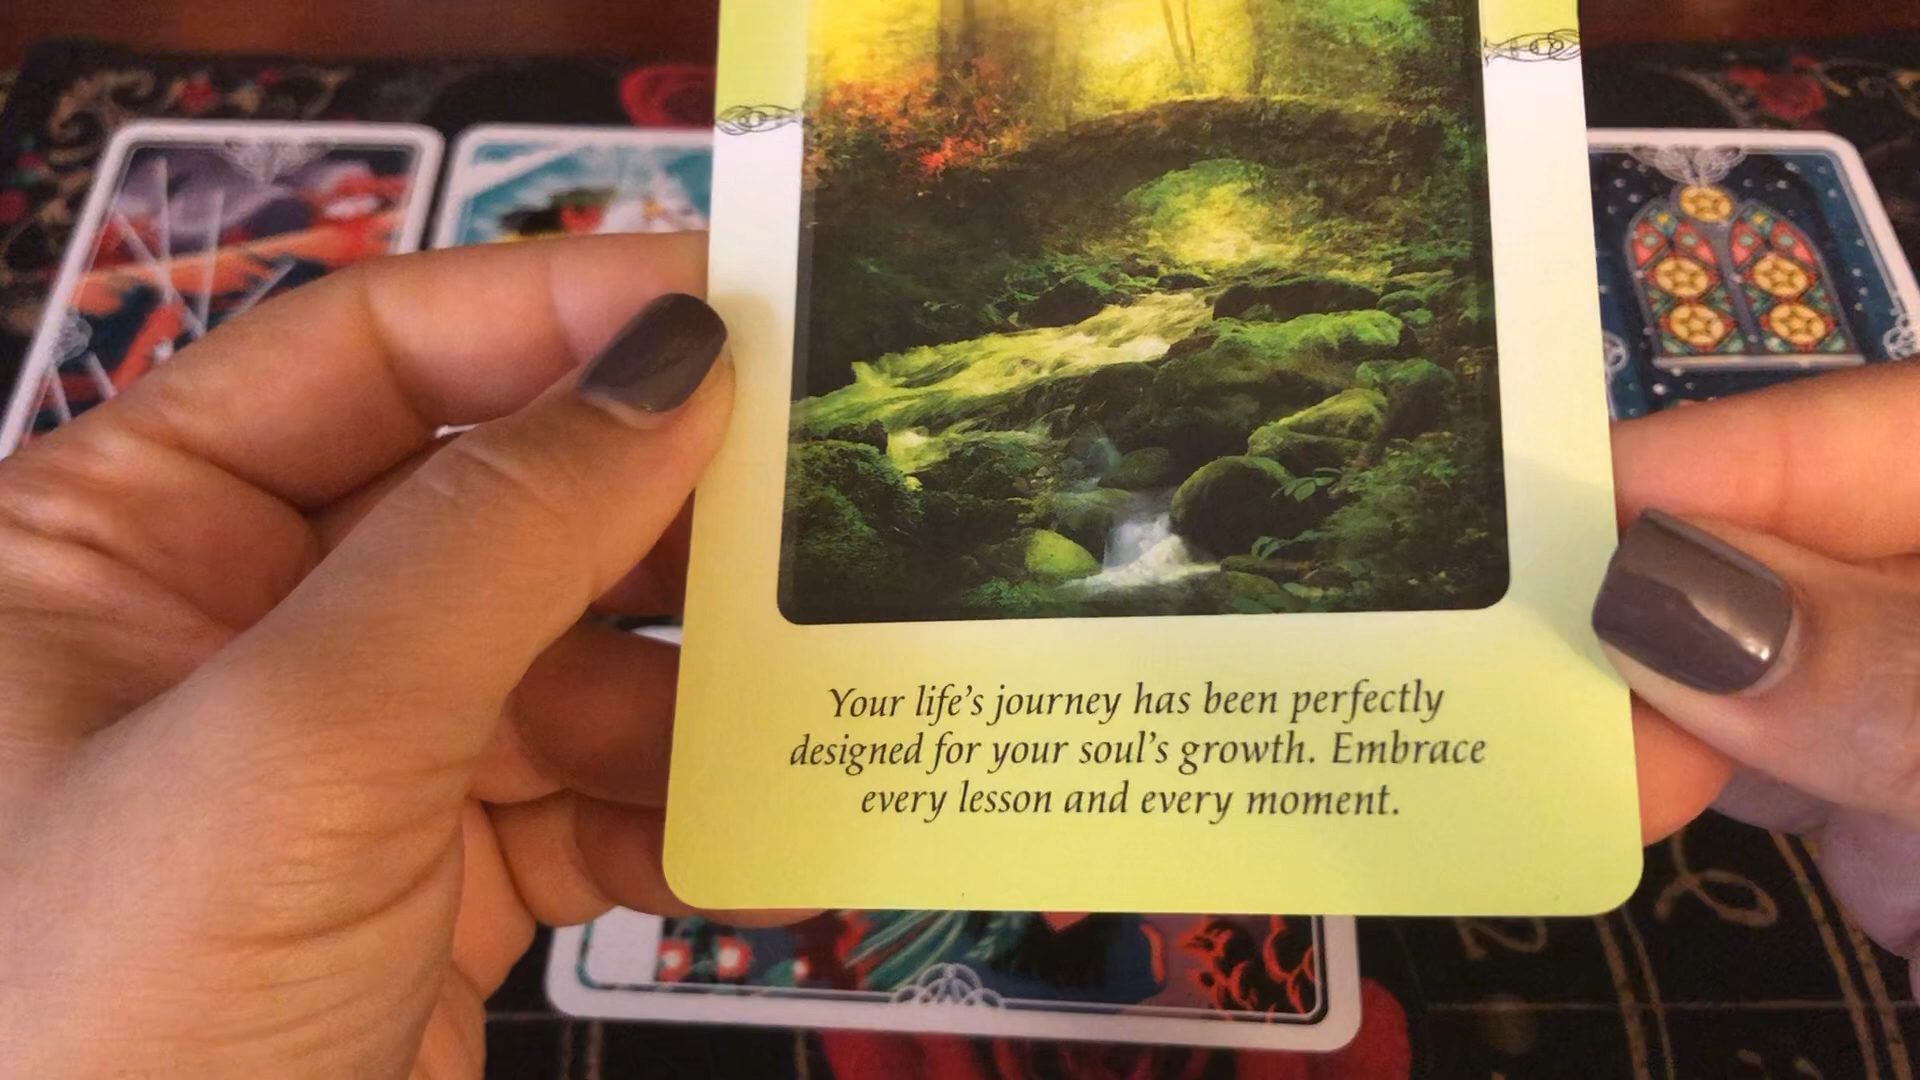 Your life's journey has been perfectly
designed for your soul's growth. Embrace
every lesson and every moment.